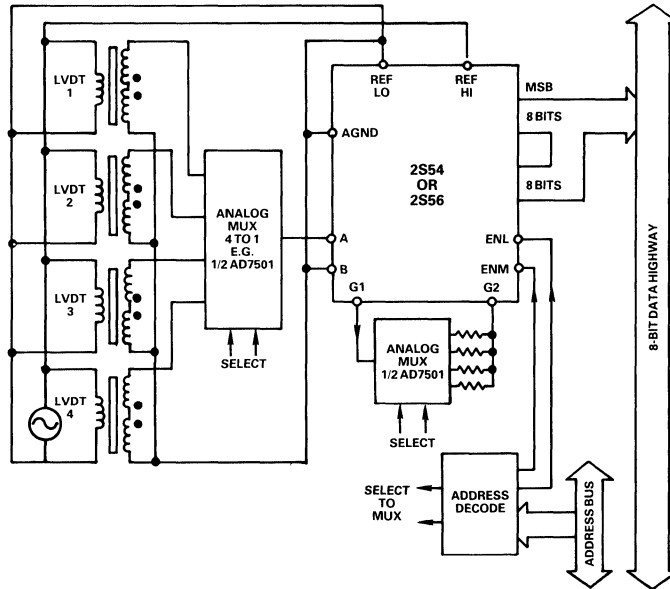 LVDT
1
LVDT
2
LVDT
3
LVDT
4
ANALOG
MUX
4 TO 1
E.G.
1/2 AD7501
SELECT
REF
LO
REF
HI
AGND
2S54
OR
2S56
A
B
G1
G2
MSB
8 BITS
8 BITS
ENL
ENM
ANALOG
MUX
1/2 AD7501
SELECT
SELECT
TO
MUX
ADDRESS
DECODE
ADDRESS BUS
8-BIT DATA HIGHWAY